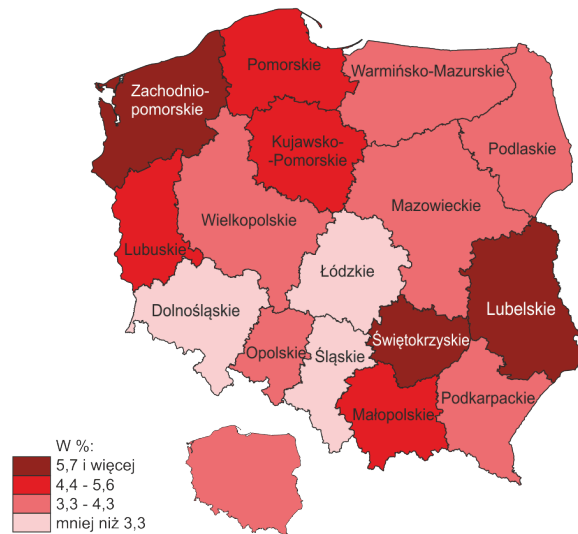 Pomorskie
Warmińsko-Mazurskie
Zachodnio-
pomorskie
Kujawsko-
-Pomorskie
Podlaskie
Mazowieckie
Wielkopolskie
Lubuskie
Łódzkie
Dolnośląskie
Lubelskie
Świętokrzyskie
Opolskie
Śląskie
Podkarpackie
Małopolskie
W %:
5,7 i więcej
4,4 - 5,6
3,3 - 4,3
mniej niż 3,3